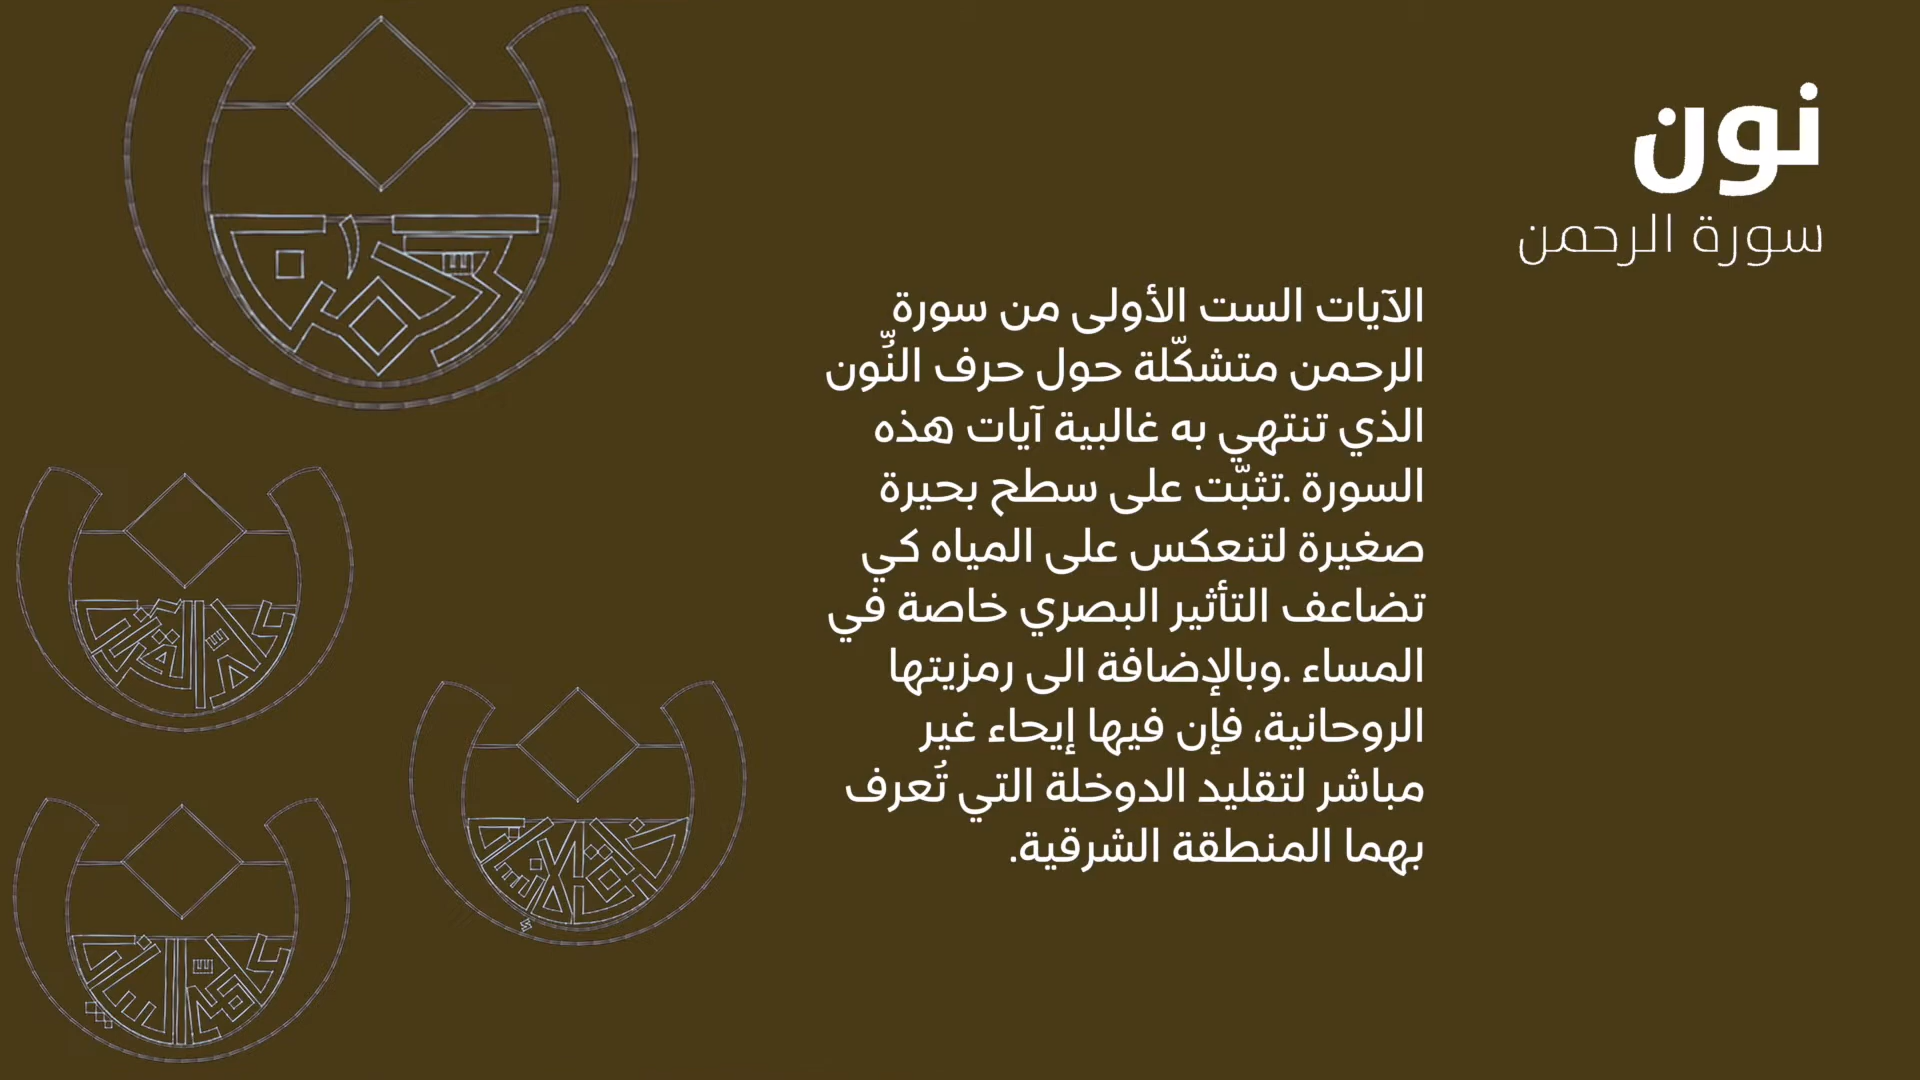 نون
سورة الرحمن
الآيات الست الأولى من سورة
الرحمن متشكّلة حول حرف النُّون
الذي تنتهي به غالبية آيات هذه
السورة .تثبّت على سطح بحيرة
صغيرة لتنعكس على المياه كي
تضاعف التأثير البصري خاصة في
المساء .وبالإضافة الى رمزيتها
الروحانية، فإن فيها إيحاء غير
مباشر لتقليد الدوخلة التي تُعرف
بهما المنطقة الشرقية.